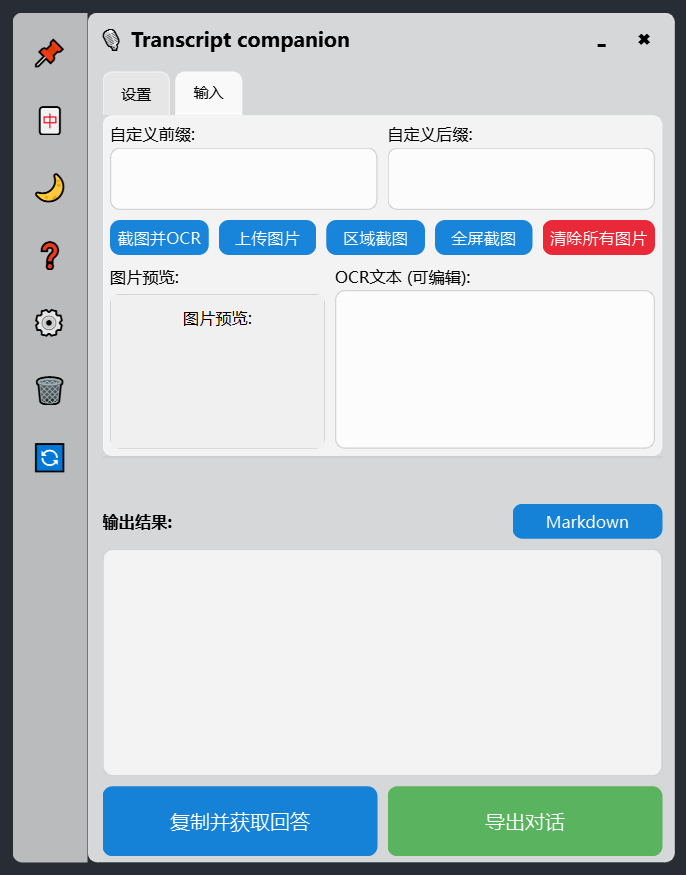 Transcript companion
中
设置 输入
自定义前缀: 自定义后缀:
截图并OCR 上传图片 区域截图 全屏截图 清除所有图片
图片预览: OCR文本 (可编辑):
图片预览:
输出结果: Markdown
复制并获取回答 导出对话